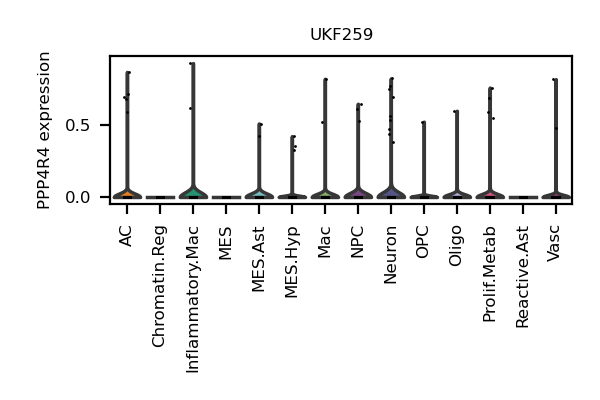 UKF259
PPP4R4 expression
0.5
0.0
AC
Chromatin.Reg
Inflammatory.Mac
MES
MES.Ast
MES.Hyp
Mac
NPC
Neuron
OPC
Oligo
Prolif.Metab
Reactive.Ast
Vasc